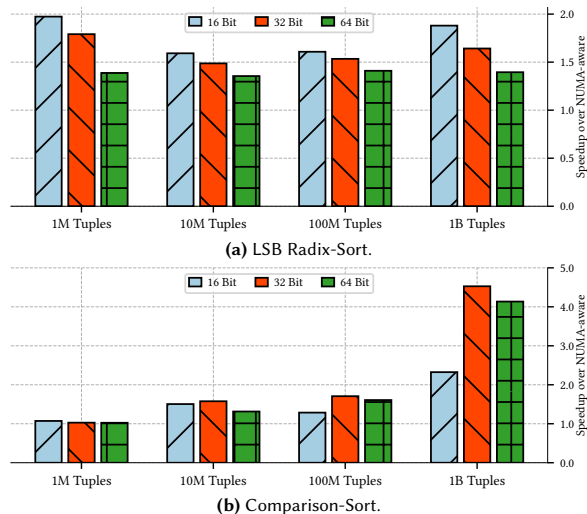 16 Bit 32 Bit 64 Bit
2.0
1.5
1.0
0.5
0.0
Speedup over NUMA-aware
1M Tuples 10M Tuples 100M Tuples 1B Tuples
(a) LSB Radix-Sort.
16 Bit 32 Bit 64 Bit
5.0
4.0
3.0
2.0
1.0
0.0
Speedup over NUMA-aware
1M Tuples 10M Tuples 100M Tuples 1B Tuples
(b) Comparison-Sort.